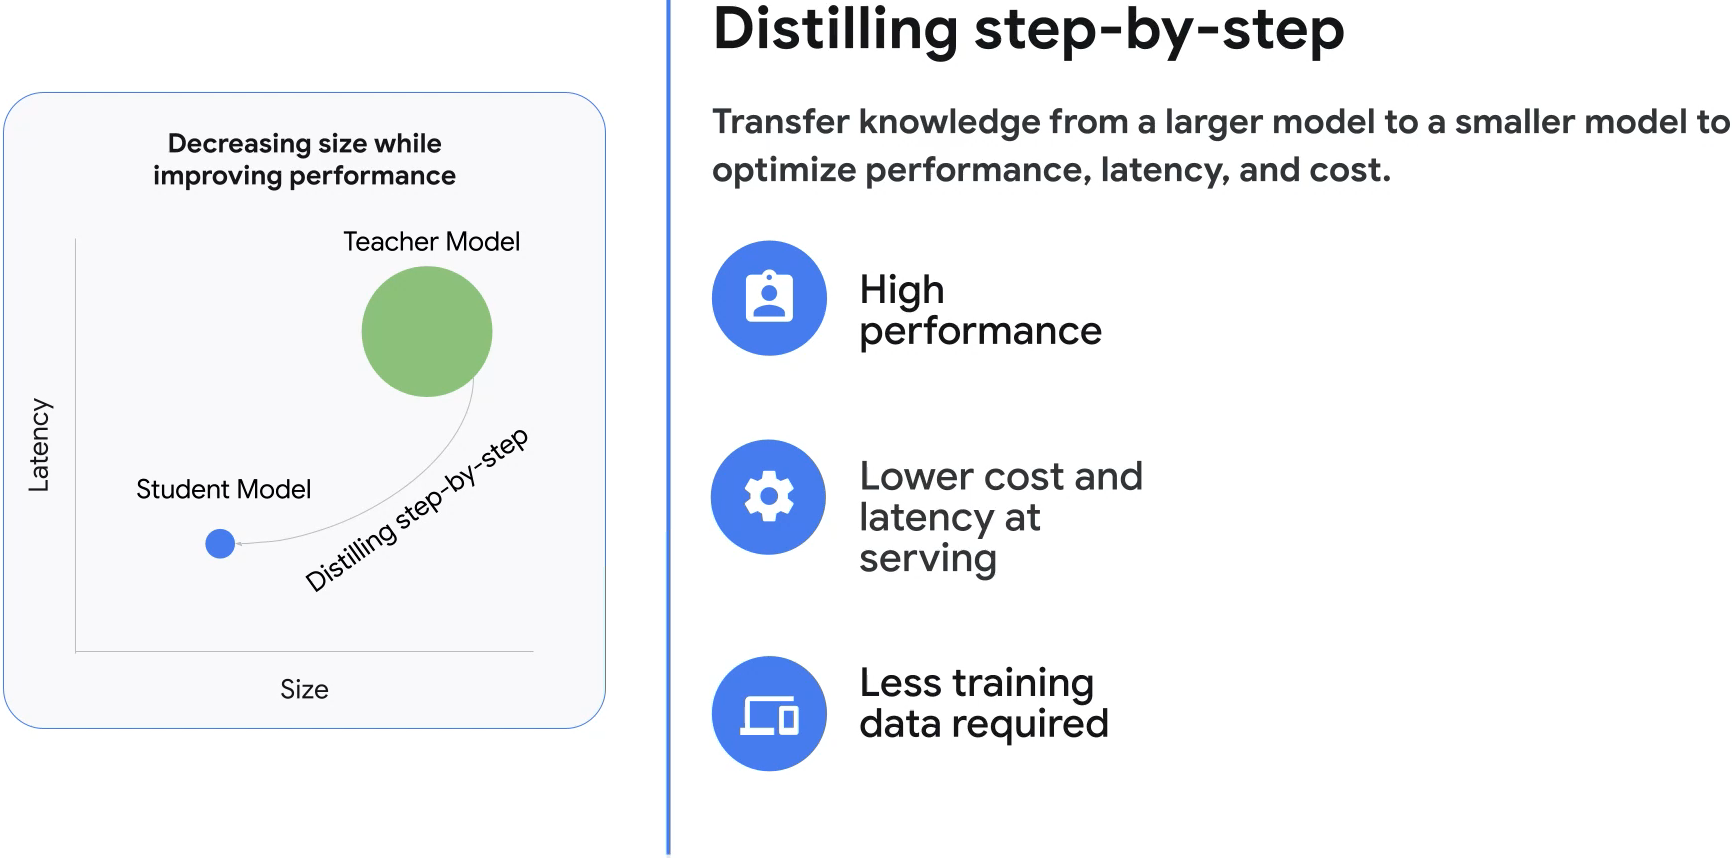 Decreasing size while
improving performance
Teacher Model
Latency
Student Model
Distilling step-by-step
Size
Distilling step-by-step
Transfer knowledge from a larger model to a smaller model to
optimize performance, latency, and cost.
High
performance
Lower cost and
latency at
serving
Less training
data required